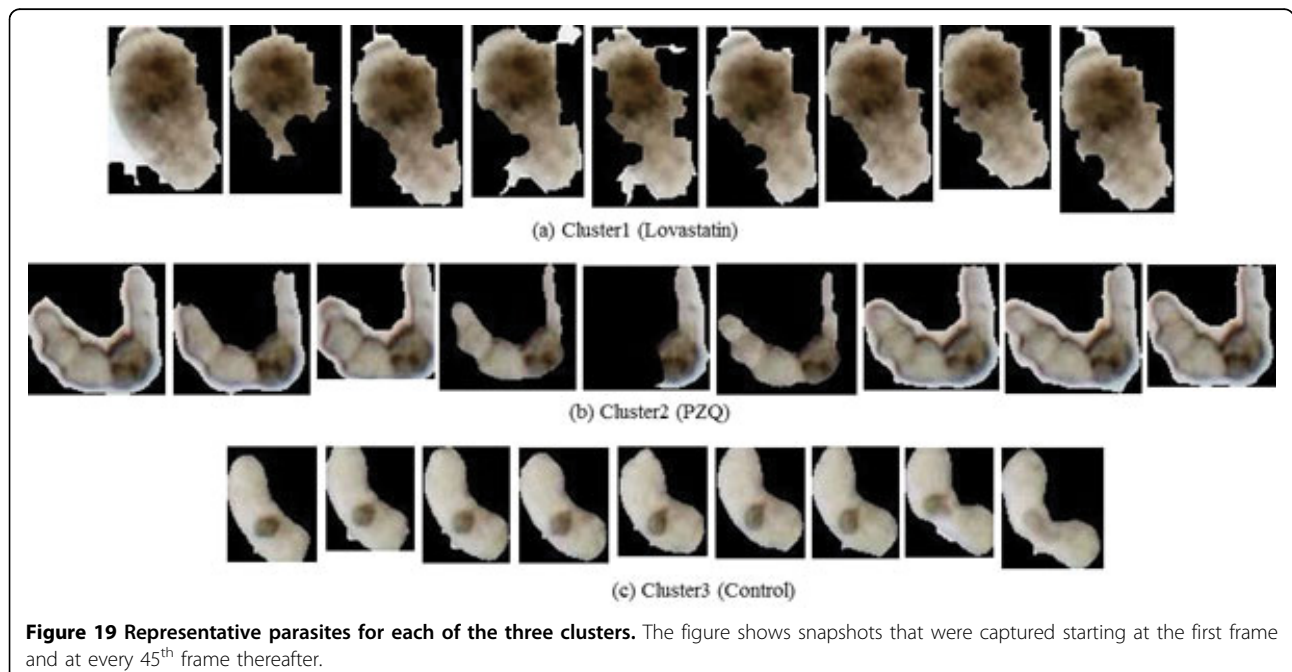 (a) Cluster1 (Lovastatin)
(b) Cluster2 (PZQ)
(c) Cluster3 (Control)
Figure 19 Representative parasites for each of the three clusters. The figure shows snapshots that were captured starting at the first frame
and at every 45th frame thereafter.